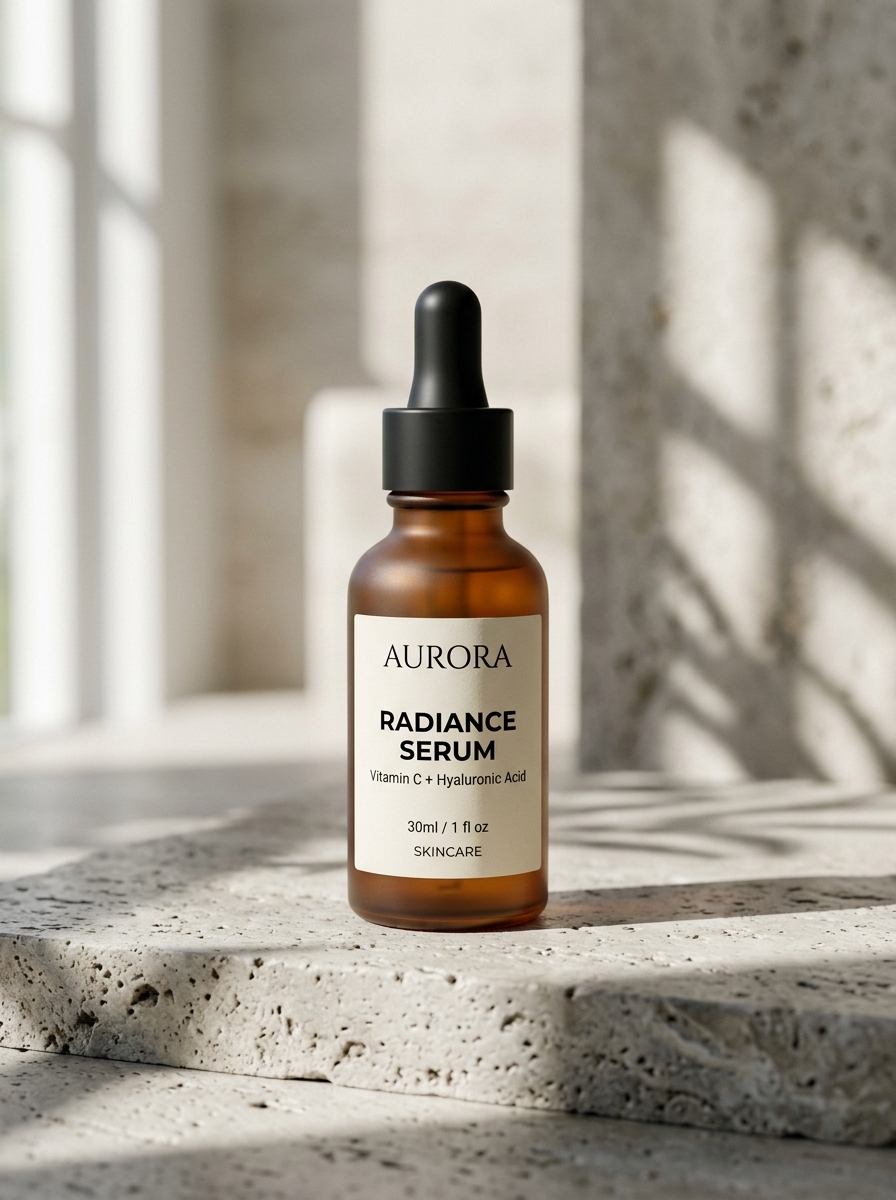 AURORA
RADIANCE
SERUM
Vitamin C + Hyaluronic Acid
30ml / 1 fl oz
SKINCARE